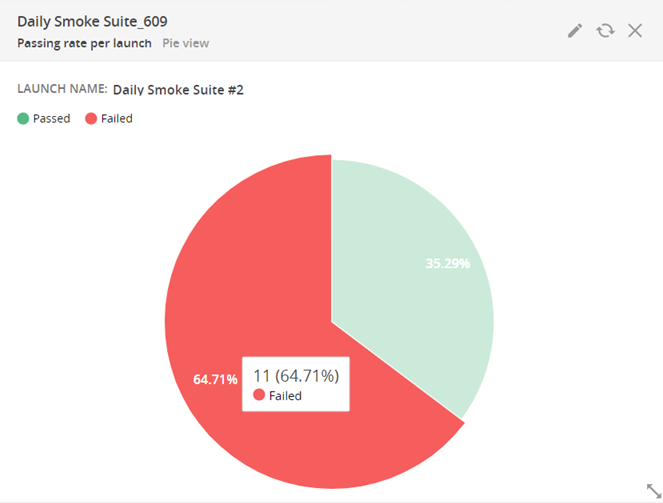 Daily Smoke Suite_609
Passing rate per launch Pie view
LAUNCH NAME: Daily Smoke Suite #2
Passed Failed
35.29%
64.71%
11 (64.71%)
Failed